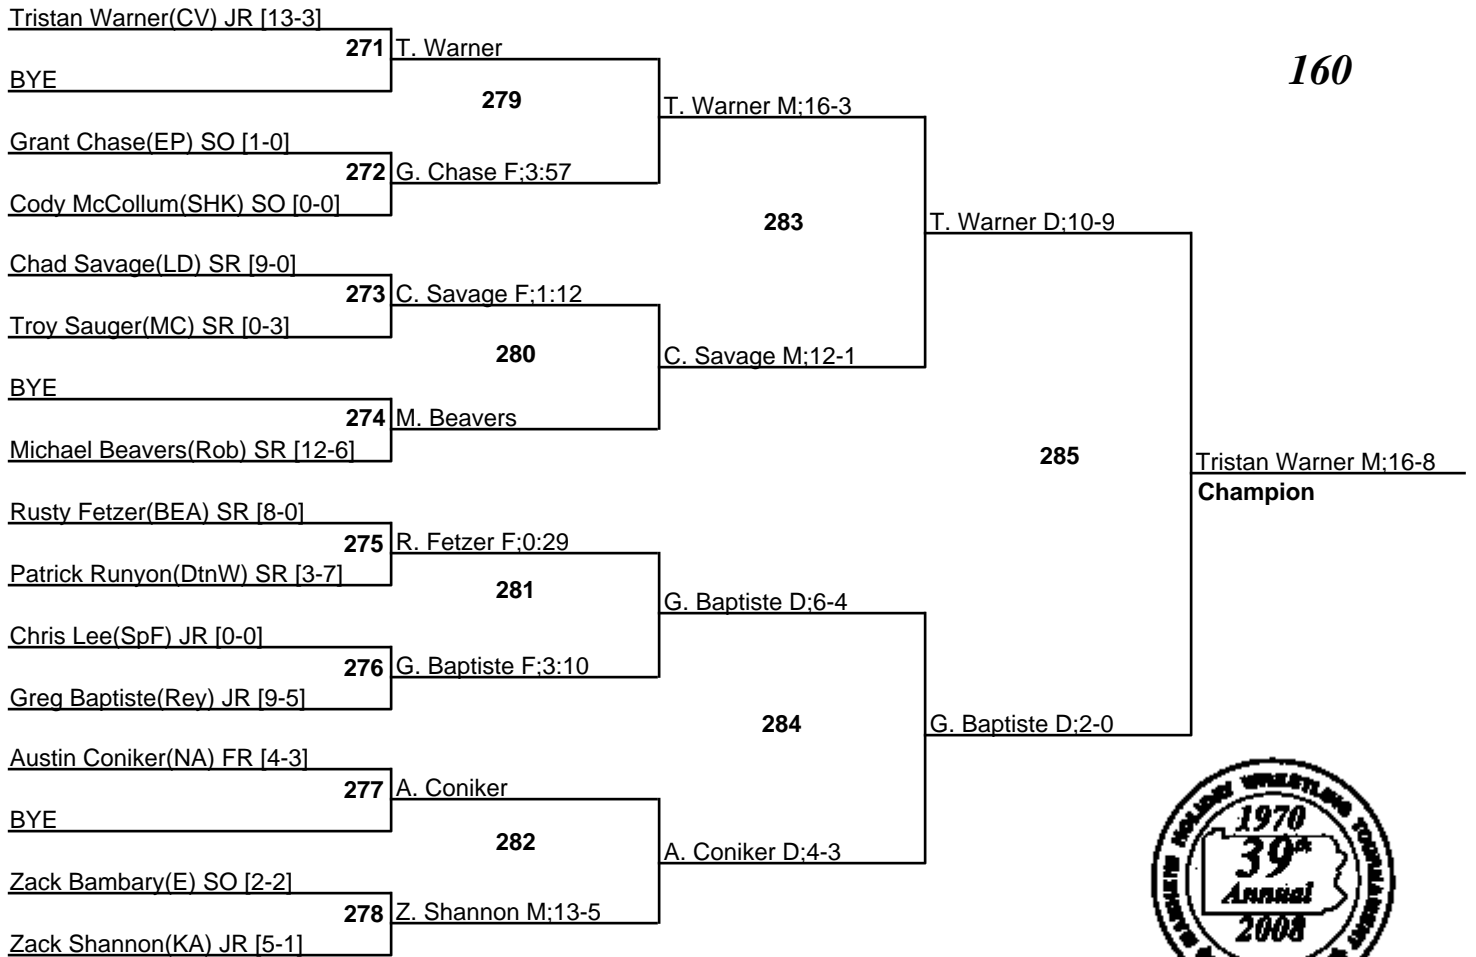 Tristan Warner(CV) JR [13-3]
271 T. Warner
BYE
160
279
T. Warner M;16-3
Grant Chase(EP) SO [1-0]
272 G. Chase F;3:57
Cody McCollum(SHK) SO [0-0]
283
T. Warner D;10-9
Chad Savage(LD) SR [9-0]
273 C. Savage F;1:12
Troy Sauger(MC) SR [0-3]
280
C. Savage M;12-1
BYE
274 M. Beavers
Michael Beavers(Rob) SR [12-6]
285
Tristan Warner M;16-8
Champion
Rusty Fetzer(BEA) SR [8-0]
275 R. Fetzer F;0:29
Patrick Runyon(DtnW) SR [3-7]
281
G. Baptiste D;6-4
Chris Lee(SpF) JR [0-0]
276 G. Baptiste F;3:10
Greg Baptiste(Rey) JR [9-5]
284
G. Baptiste D;2-0
Austin Coniker(NA) FR [4-3]
277 A. Coniker
BYE
282
A. Coniker D;4-3
Zack Bambary(E) SO [2-2]
278 Z. Shannon M;13-5
Zack Shannon(KA) JR [5-1]
HOLIDAY WRESTLING TOURNAMENT
1970
39th
Annual
2008